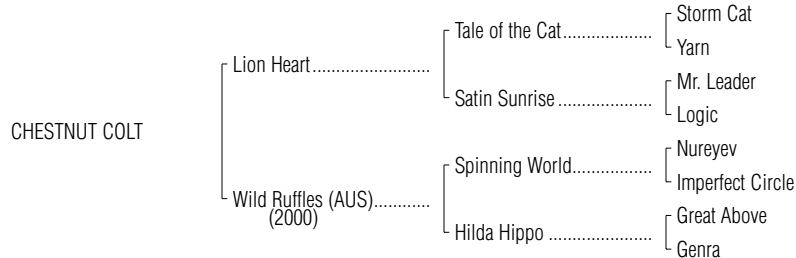 Storm Cat
Tale of the Cat...................
Yarn
Lion Heart.........................
Mr. Leader
Satin Sunrise....................
Logic
CHESTNUT COLT
Nureyev
Spinning World.................
Imperfect Circle
Wild Ruffles (AUS)............
(2000)
Great Above
Hilda Hippo......................
Genra